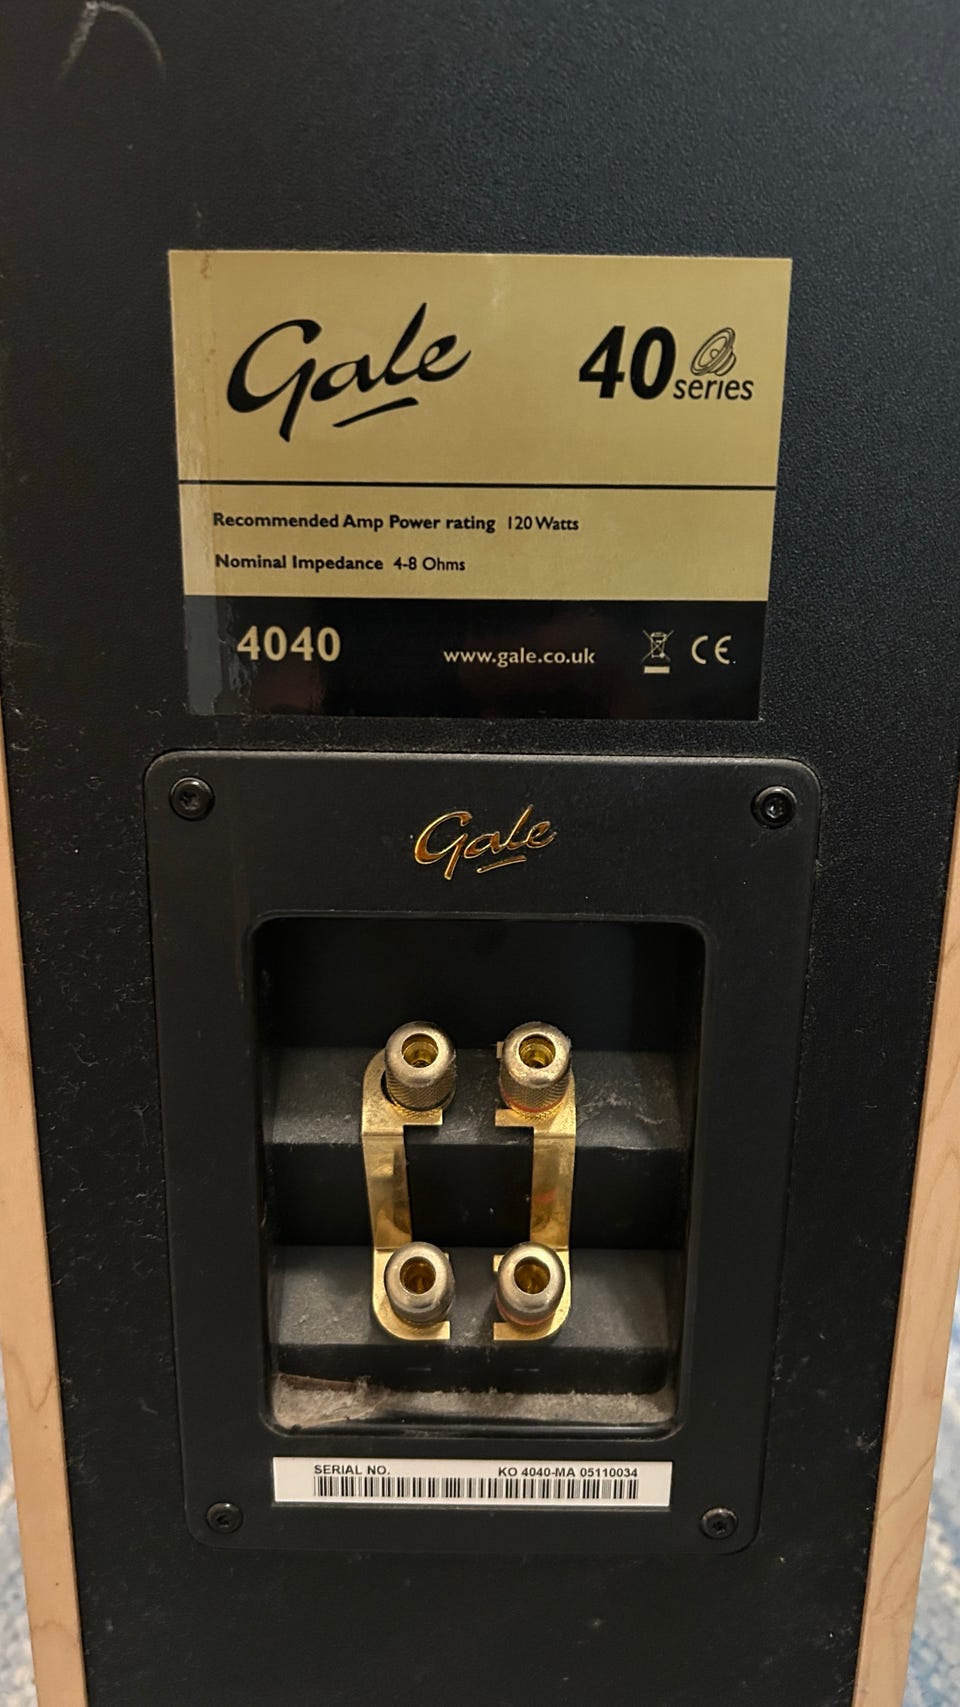 Gale 40 series
Recommended Amp Power rating 120 Watts
Nominal Impedance 4-8 Ohms
4040 www.gale.co.uk CE
Gale
SERIAL NO. KO 4040-MA 05110034